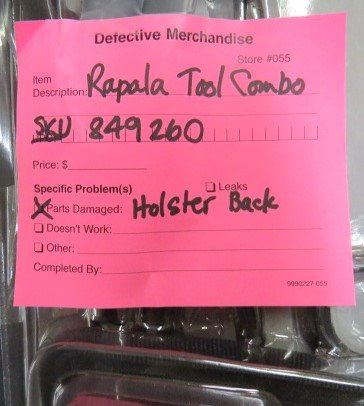 Defective Merchandise
Store #055
Item
Description: Rapala Tool Combo
SKU 849260
Price: $
Specific Problem(s)
Leaks
Parts Damaged: Holster Back
Doesn't Work:
Other:
Completed By:
9990227 055